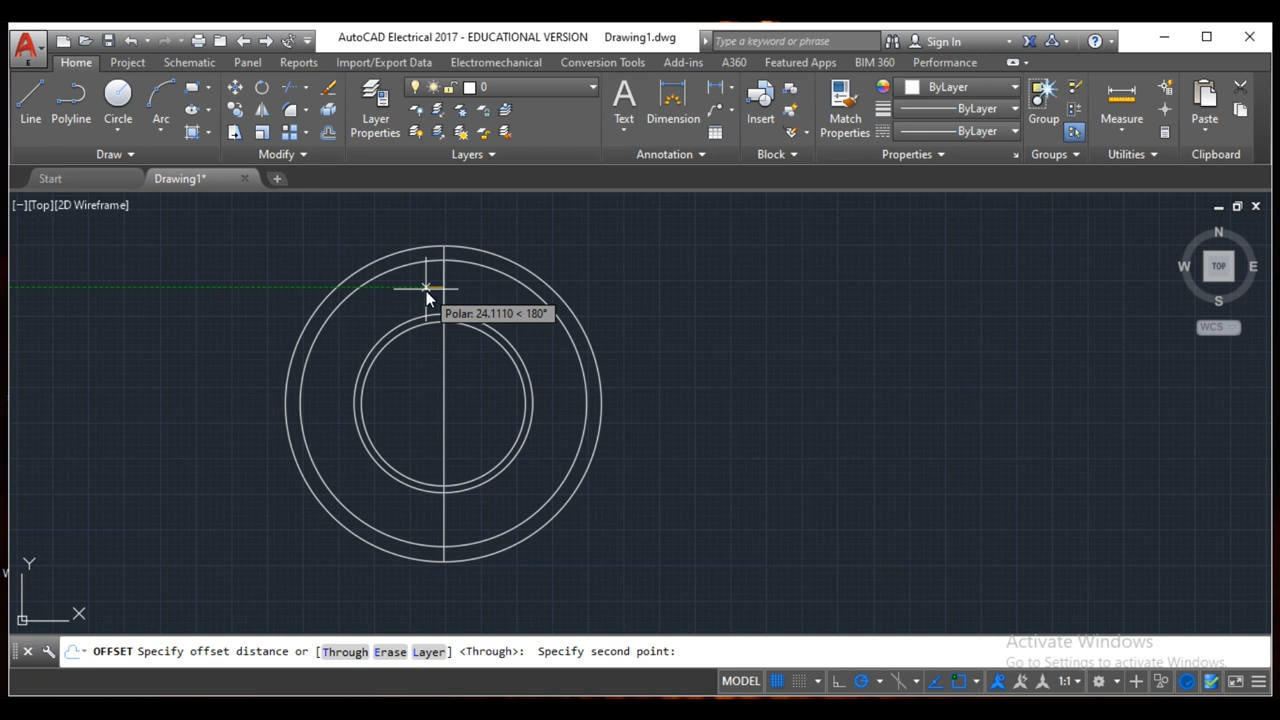 AutoCAD Electrical 2017 - EDUCATIONAL VERSION Drawing1.dwg Type a keyword or phrase Sign In
Home Project Schematic Panel Reports Import/Export Data Electromechanical Conversion Tools Add-ins A360 Featured Apps BIM 360 Performance
Line Polyline Circle Arc Layer Properties 0 Text Dimension Insert Match Properties ByLayer ByLayer ByLayer Group Measure Paste
Draw Modify Layers Annotation Block Properties Groups Utilities Clipboard
Start Drawing1*
[−][Top][2D Wireframe]
N
W TOP E
S
WCS
Polar: 24.1110 < 180°
Y
X
Activate Windows
Go to Settings to activate Windows.
OFFSET Specify offset distance or [Through Erase Layer] <Through>: Specify second point:
MODEL 1:1